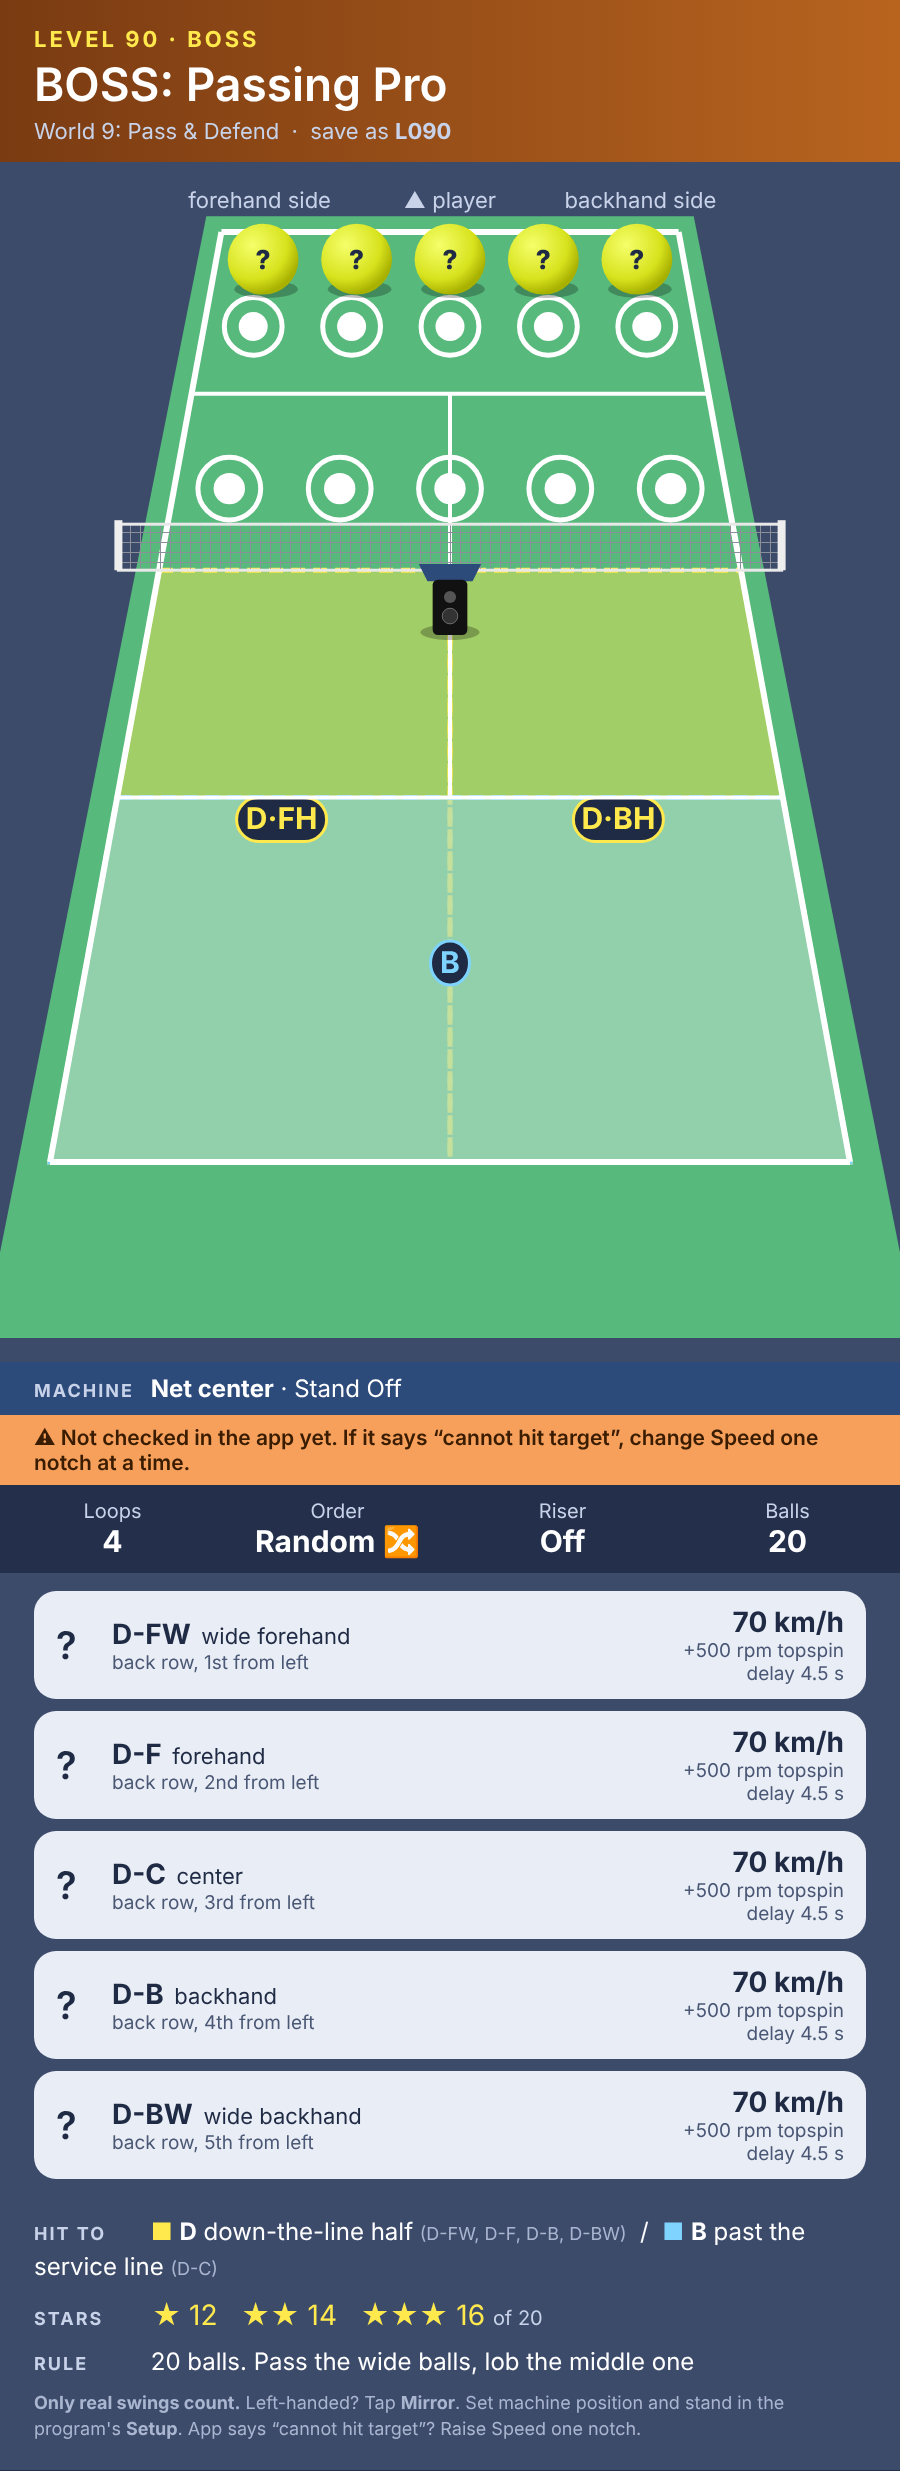 LEVEL 90 · BOSS
BOSS: Passing Pro
World 9: Pass & Defend · save as L090
forehand side ▲ player backhand side
? ? ? ? ?
D·FH D·BH
B
MACHINE Net center · Stand Off
⚠ Not checked in the app yet. If it says “cannot hit target”, change Speed one
notch at a time.
Loops Order Riser Balls
4 Random 🔀 Off 20
? D-FW wide forehand 70 km/h
back row, 1st from left +500 rpm topspin
delay 4.5 s
? D-F forehand 70 km/h
back row, 2nd from left +500 rpm topspin
delay 4.5 s
? D-C center 70 km/h
back row, 3rd from left +500 rpm topspin
delay 4.5 s
? D-B backhand 70 km/h
back row, 4th from left +500 rpm topspin
delay 4.5 s
? D-BW wide backhand 70 km/h
back row, 5th from left +500 rpm topspin
delay 4.5 s
HIT TO ■ D down-the-line half (D-FW, D-F, D-B, D-BW) / ■ B past the
service line (D-C)
STARS ★ 12 ★★ 14 ★★★ 16 of 20
RULE 20 balls. Pass the wide balls, lob the middle one
Only real swings count. Left-handed? Tap Mirror. Set machine position and stand in the
program's Setup. App says “cannot hit target”? Raise Speed one notch.